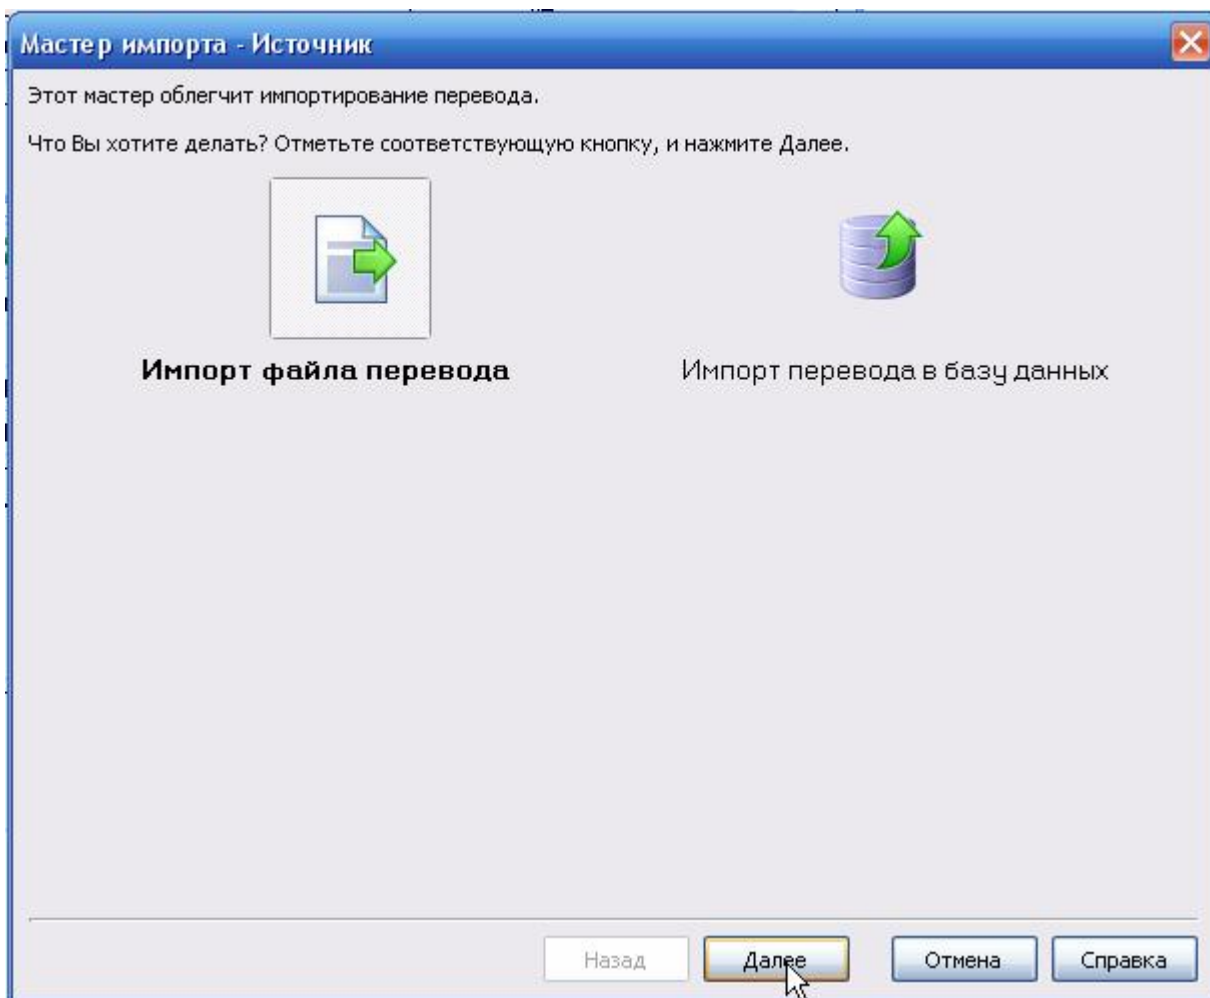 Мастер импорта - Источник
Этот мастер облегчит импортирование перевода.
Что Вы хотите делать? Отметьте соответствующую кнопку, и нажмите Далее.
Импорт файла перевода
Импорт перевода в базу данных
Назад
Далее
Отмена
Справка